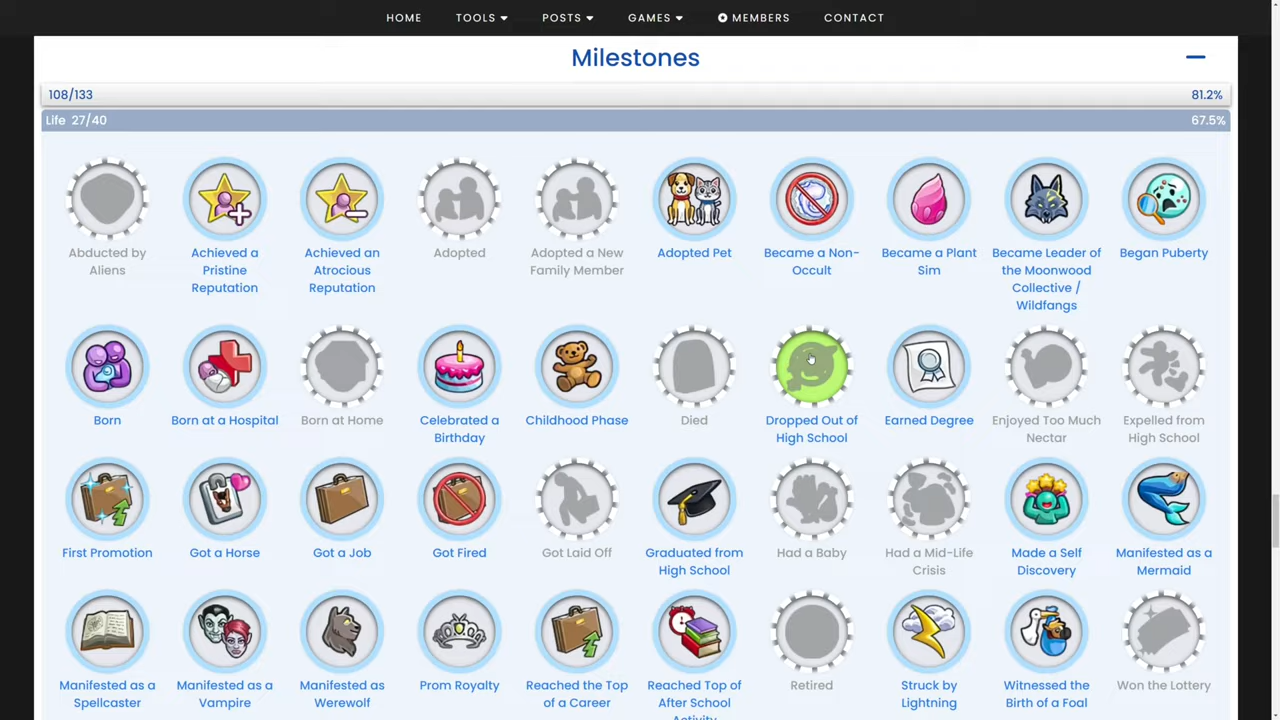 HOME TOOLS POSTS GAMES MEMBERS CONTACT
Milestones
108/133 81.2%
Life 27/40 67.5%
Abducted by Aliens
Achieved a Pristine Reputation
Achieved an Atrocious Reputation
Adopted
Adopted a New Family Member
Adopted Pet
Became a Non-Occult
Became a Plant Sim
Became Leader of the Moonwood Collective / Wildfangs
Began Puberty
Born
Born at a Hospital
Born at Home
Celebrated a Birthday
Childhood Phase
Died
Dropped Out of High School
Earned Degree
Enjoyed Too Much Nectar
Expelled from High School
First Promotion
Got a Horse
Got a Job
Got Fired
Got Laid Off
Graduated from High School
Had a Baby
Had a Mid-Life Crisis
Made a Self Discovery
Manifested as a Mermaid
Manifested as a Spellcaster
Manifested as a Vampire
Manifested as Werewolf
Prom Royalty
Reached the Top of a Career
Reached Top of After School Activity
Retired
Struck by Lightning
Witnessed the Birth of a Foal
Won the Lottery